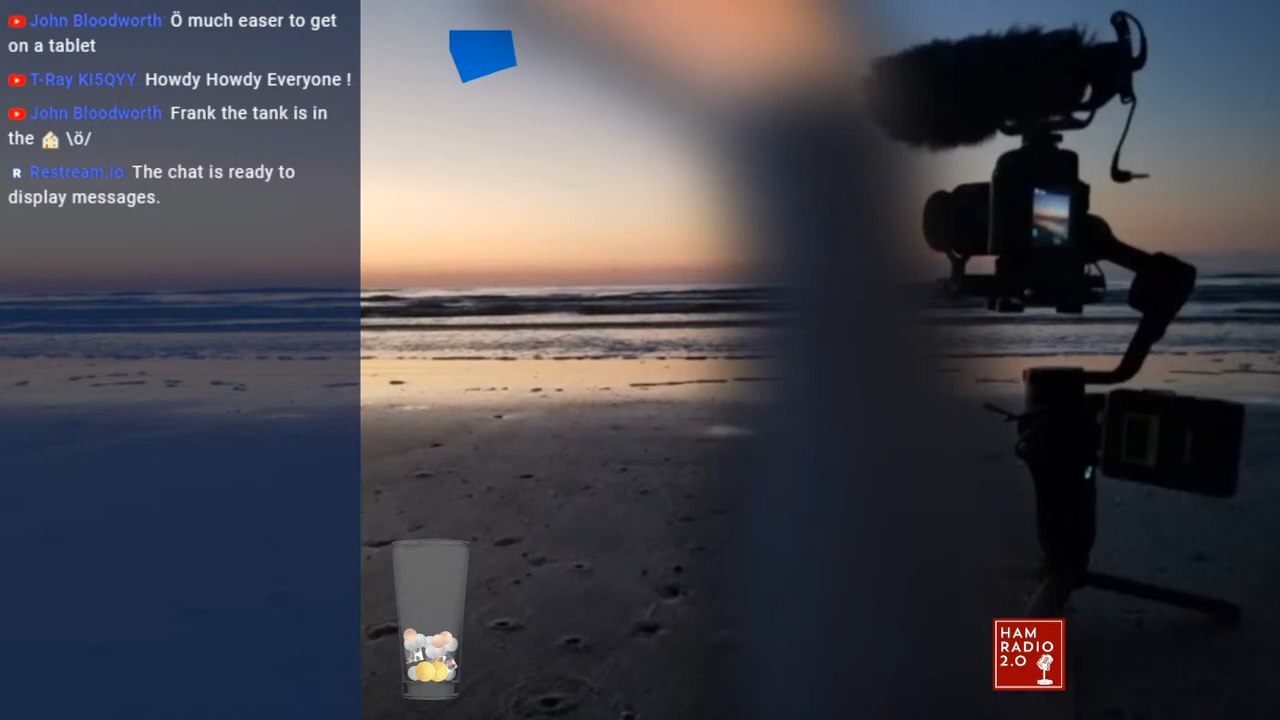 John Bloodworth: Ö much easer to get
on a tablet
T-Ray KI5QYY: Howdy Howdy Everyone !
John Bloodworth: Frank the tank is in
the 🏠 \ö/
R Restream.io: The chat is ready to
display messages.
HAM
RADIO
2.0